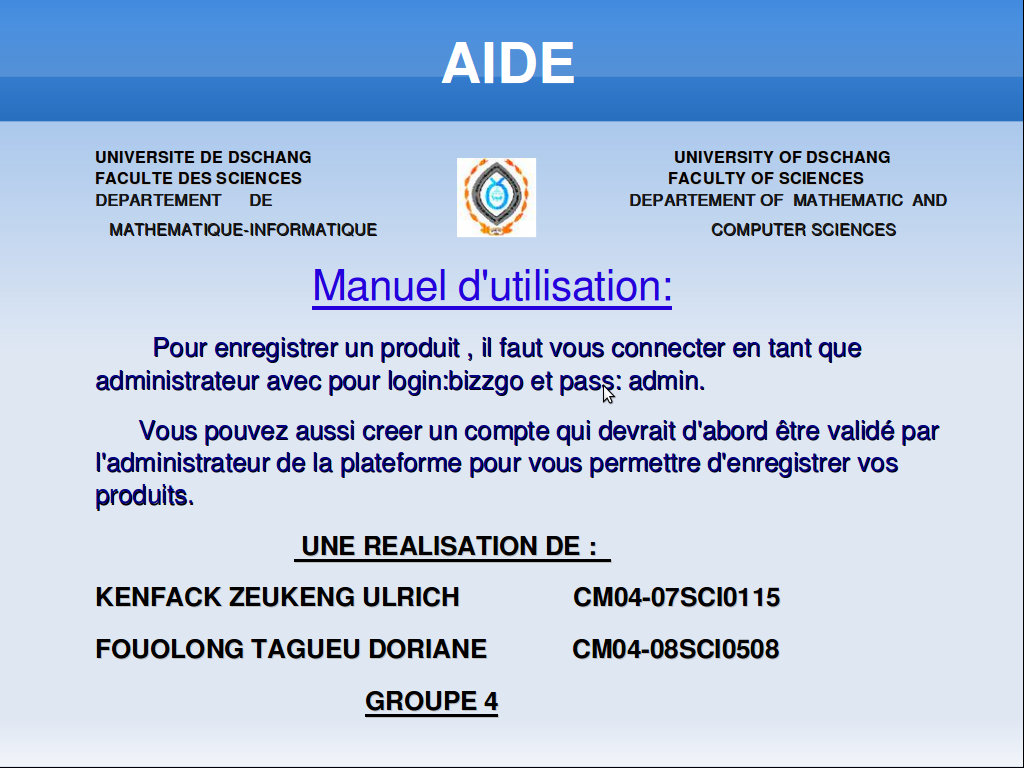 AIDE
UNIVERSITE DE DSCHANG
FACULTE DES SCIENCES
DEPARTEMENT DE
MATHEMATIQUE-INFORMATIQUE
UNIVERSITY OF DSCHANG
FACULTY OF SCIENCES
DEPARTEMENT OF MATHEMATIC AND
COMPUTER SCIENCES
Manuel d'utilisation:
Pour enregistrer un produit , il faut vous connecter en tant que
administrateur avec pour login:bizzgo et pass: admin.
Vous pouvez aussi creer un compte qui devrait d'abord être validé par
l'administrateur de la plateforme pour vous permettre d'enregistrer vos
produits.
UNE REALISATION DE :
KENFACK ZEUKENG ULRICH CM04-07SCI0115
FOUOLONG TAGUEU DORIANE CM04-08SCI0508
GROUPE 4